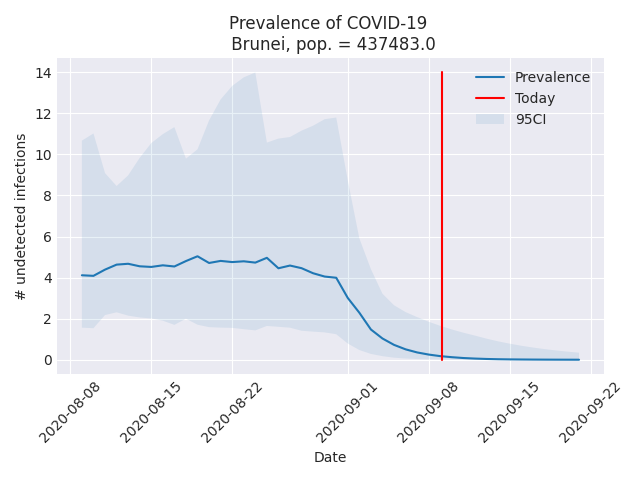 Prevalence of COVID-19
Brunei, pop. = 437483.0
14
12
10
8
6
4
2
0
# undetected infections
Prevalence
Today
95CI
2020-08-08
2020-08-15
2020-08-22
2020-09-01
2020-09-08
2020-09-15
2020-09-22
Date